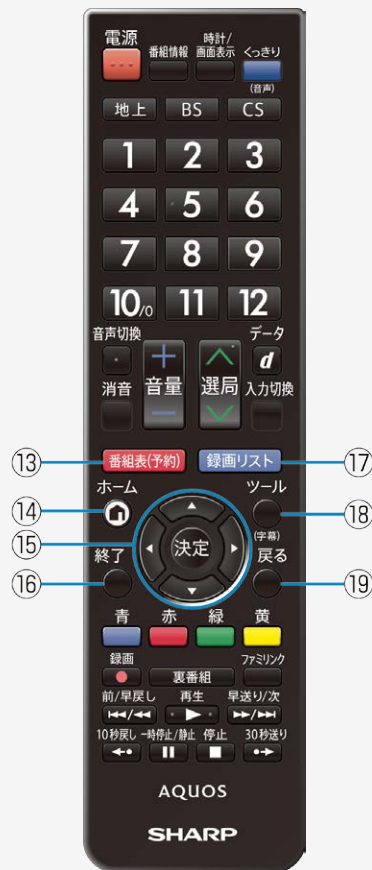 電源 番組情報 時計/画面表示 くっきり
(音声)
地上 BS CS
1 2 3
4 5 6
7 8 9
10/0 11 12
音声切換 データ
+ d
消音 音量 選局 入力切換
−
⑬ 番組表(予約) 録画リスト ⑰
ホーム ツール
⑭ ⑱
⑮ 決定 (字幕)
終了 戻る
⑯ ⑲
青 赤 緑 黄
録画 裏番組 ファミリンク
前/早戻し 再生 早送り/次
10秒戻し 一時停止/静止 停止 30秒送り
AQUOS
SHARP